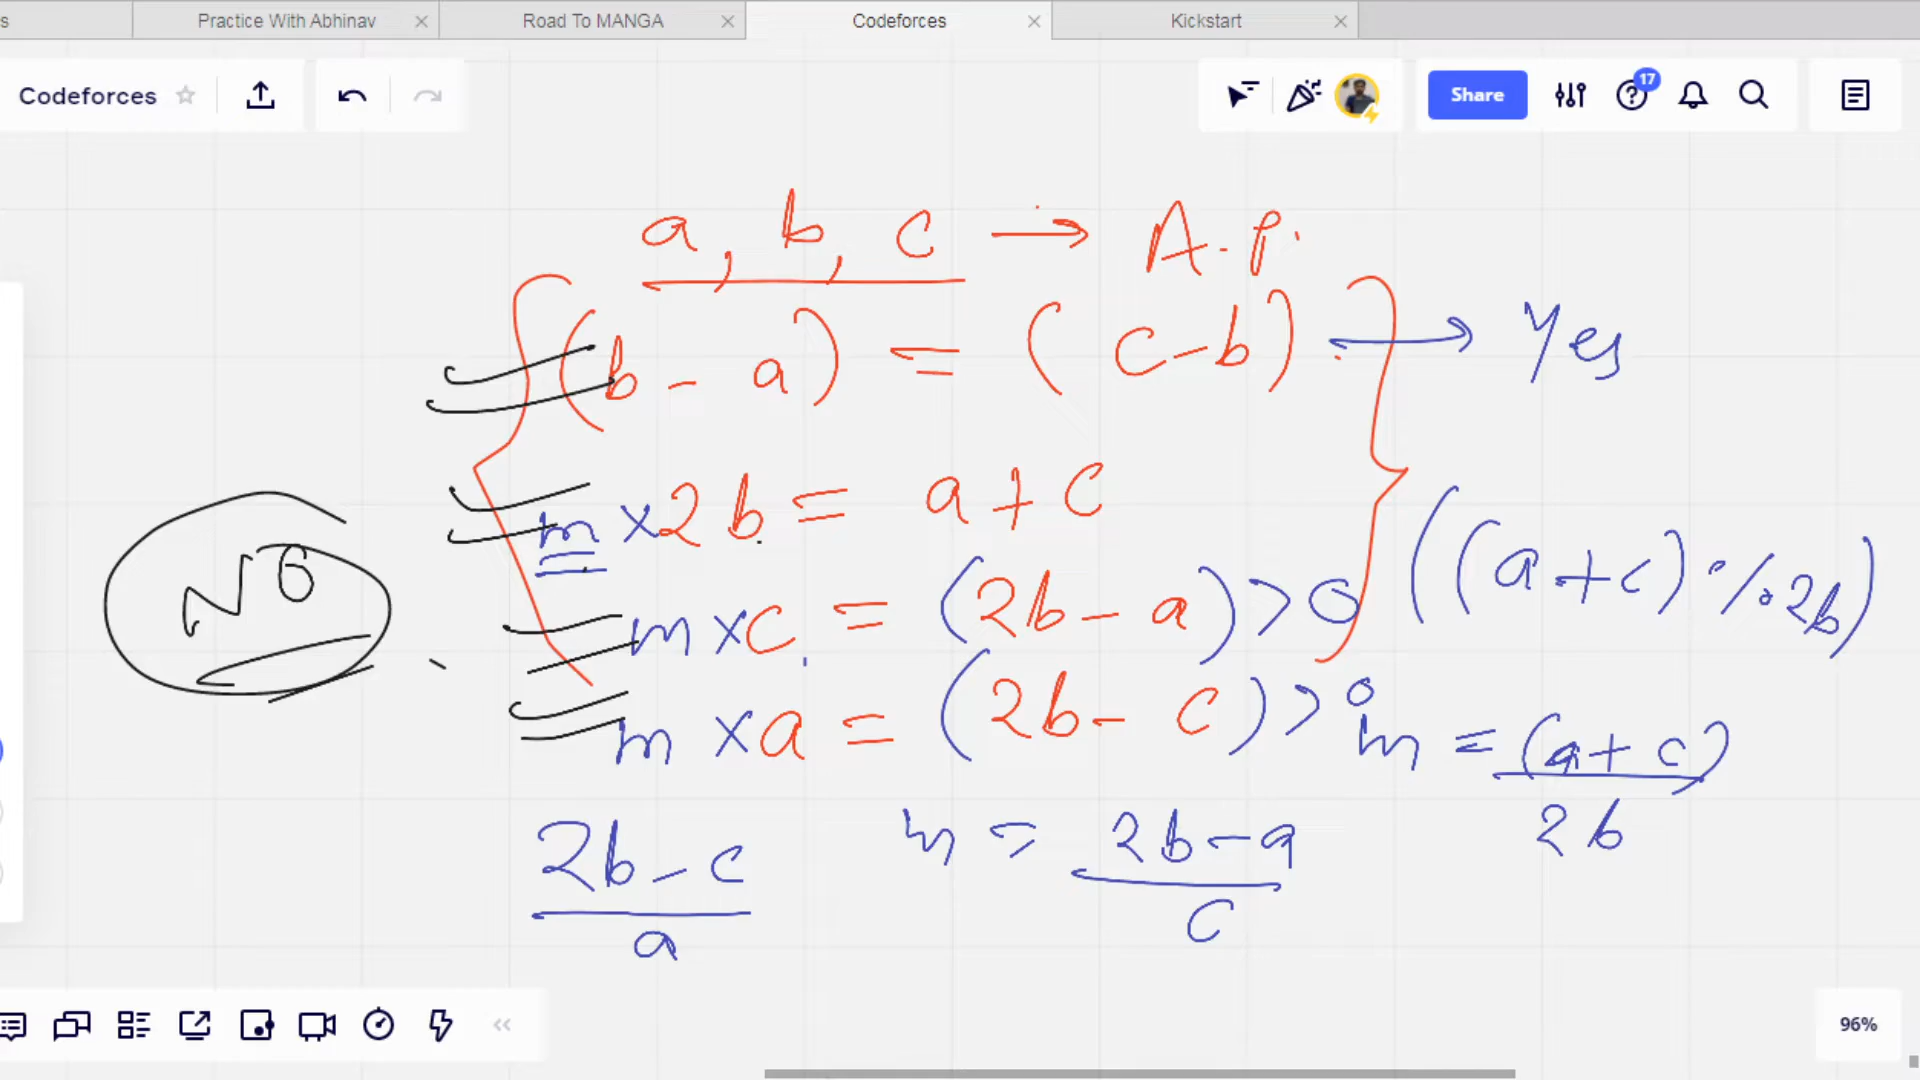 s Practice With Abhinav Road To MANGA Codeforces Kickstart
Codeforces Share 17
a, b, c → A.P.
(b - a) = (c-b) → Yes
m × 2b = a + c
NO
((a+c) % 2b)
m × c = (2b - a) > 0
m × a = (2b - c) > 0
m = (a + c)
2b
2b - c
a
m = 2b - a
c
96%